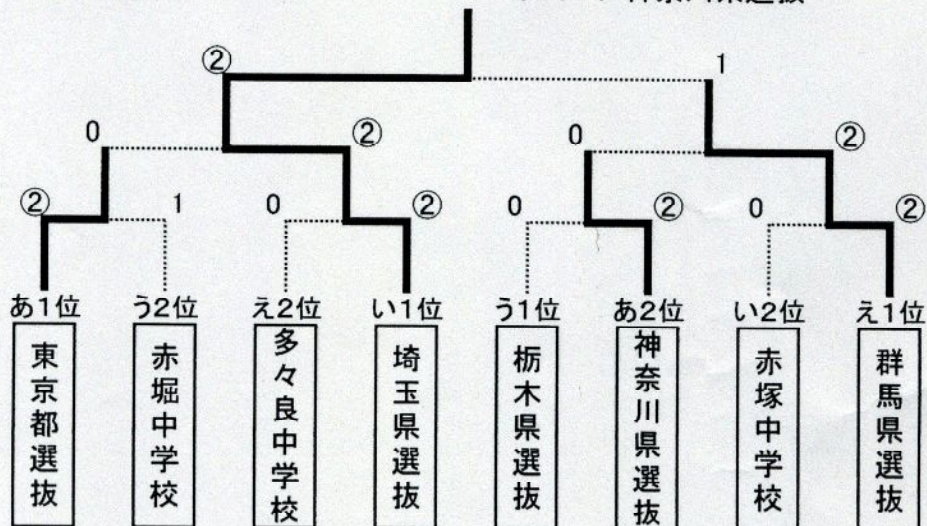 ② 1
0 ② 0 ②
② 1 0 ② 0 ② 0 ②
あ1位 う2位 え2位 い1位 う1位 あ2位 い2位 え1位
東京都選抜
赤堀中学校
多々良中学校
埼玉県選抜
栃木県選抜
神奈川県選抜
赤塚中学校
群馬県選抜